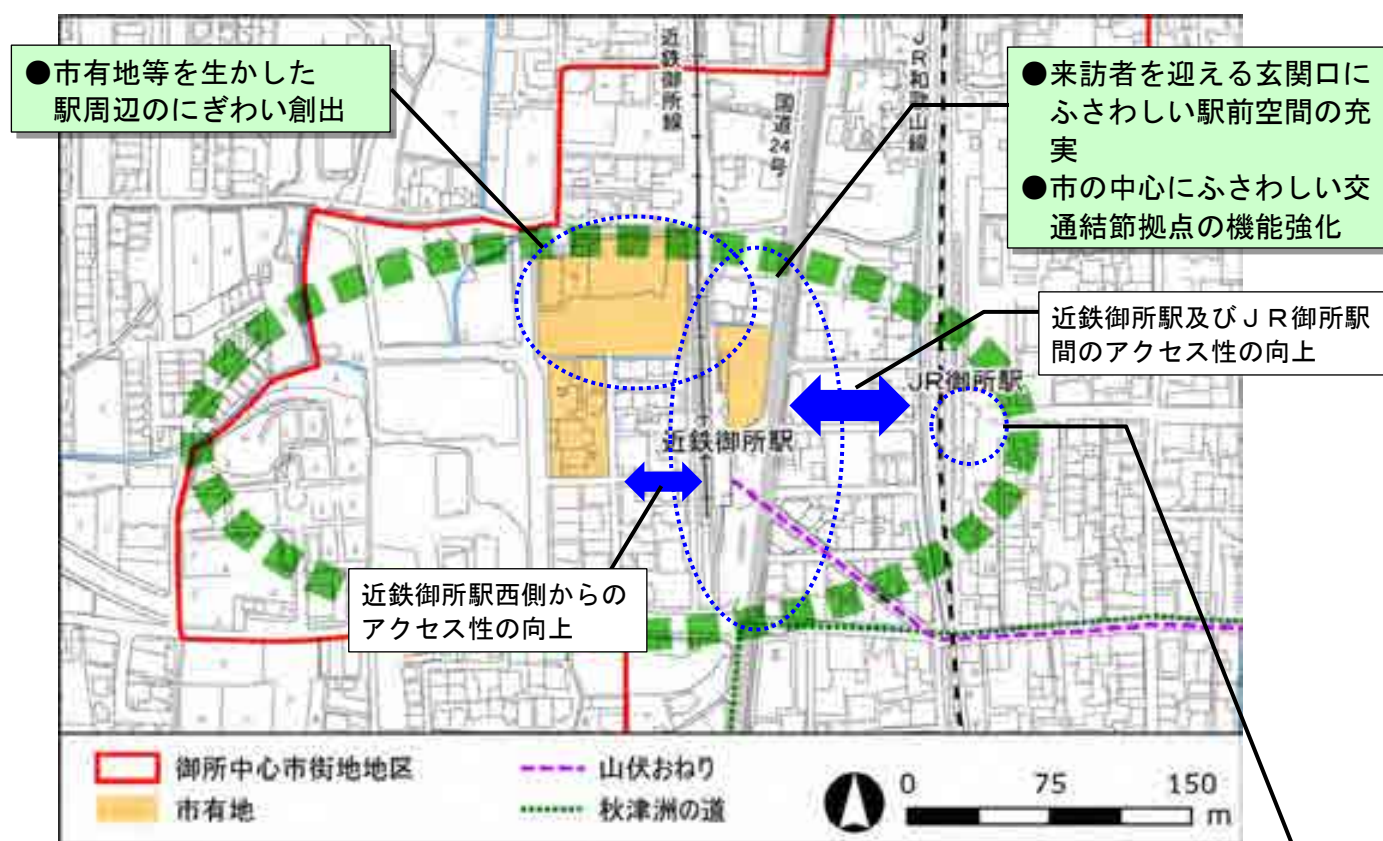 ●市有地等を生かした
駅周辺のにぎわい創出
近鉄御所線
国道24号
●来訪者を迎える玄関口に
ふさわしい駅前空間の充
実
●市の中心にふさわしい交
通結節拠点の機能強化
近鉄御所駅及びＪＲ御所駅
間のアクセス性の向上
JR御所駅
近鉄御所駅
近鉄御所駅西側からの
アクセス性の向上
御所中心市街地地区
山伏おねり
市有地
秋津洲の道
0 75 150
m